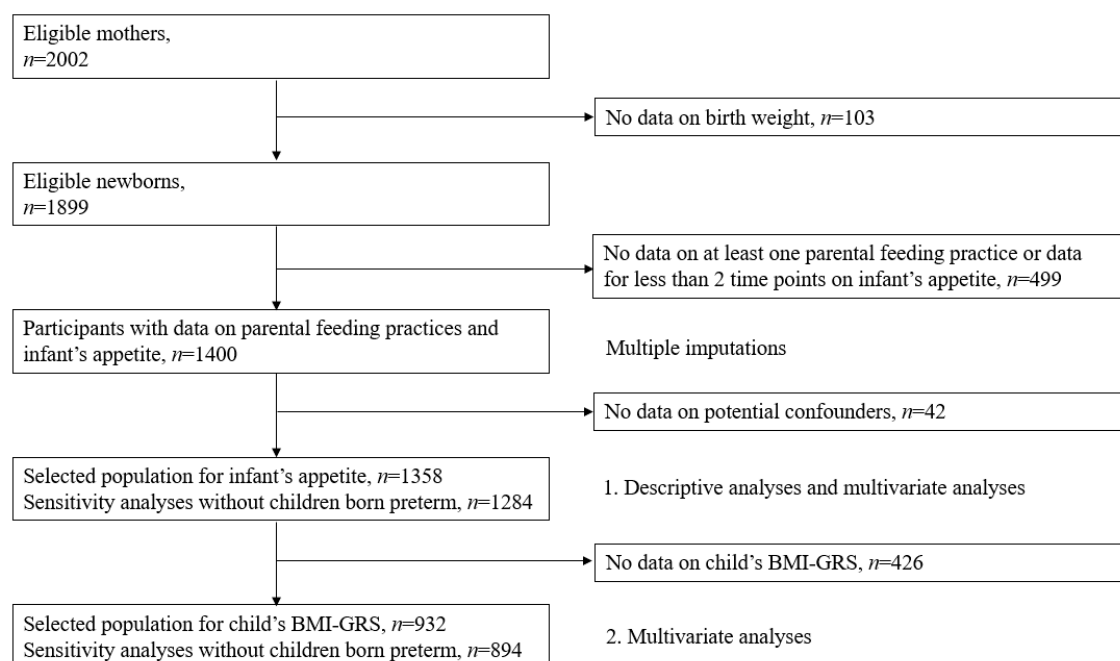 Eligible mothers,
n=2002
No data on birth weight, n=103
Eligible newborns,
n=1899
No data on at least one parental feeding practice or data
for less than 2 time points on infant’s appetite, n=499
Participants with data on parental feeding practices and
infant’s appetite, n=1400
Multiple imputations
No data on potential confounders, n=42
Selected population for infant’s appetite, n=1358
Sensitivity analyses without children born preterm, n=1284
1. Descriptive analyses and multivariate analyses
No data on child’s BMI-GRS, n=426
Selected population for child’s BMI-GRS, n=932
Sensitivity analyses without children born preterm, n=894
2. Multivariate analyses